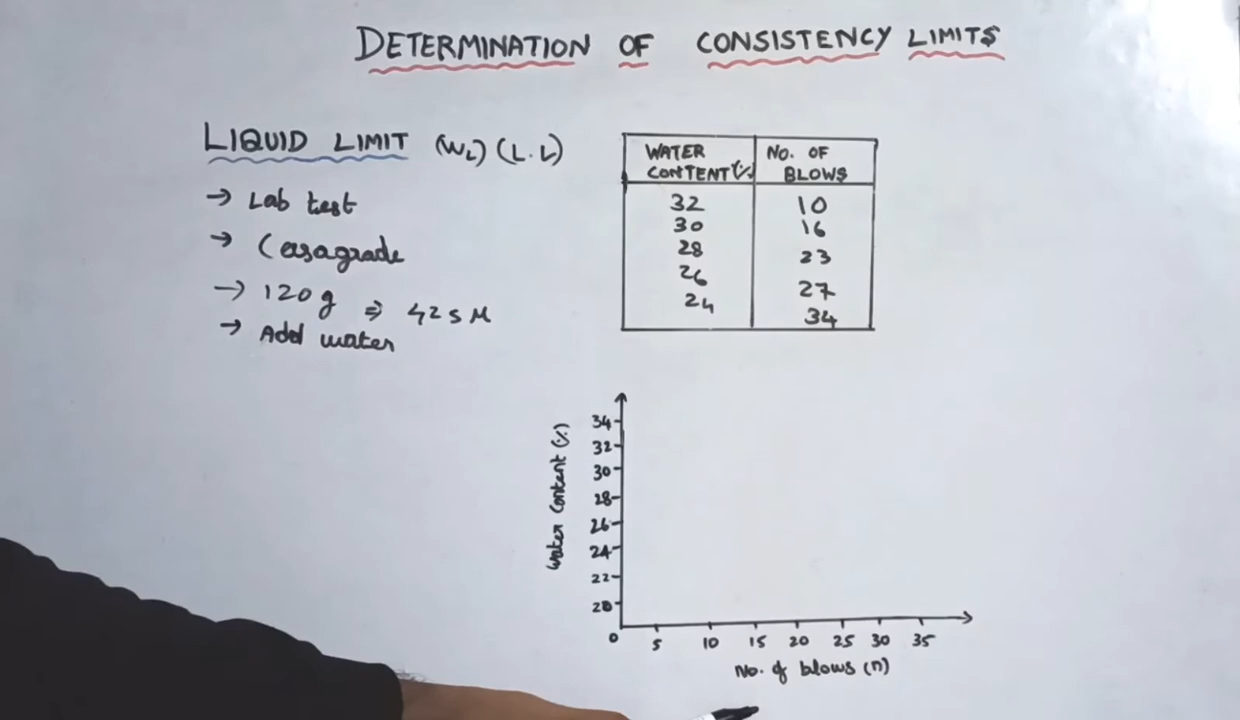 DETERMINATION OF CONSISTENCY LIMITS
LIQUID LIMIT (WL) (L.L)
→ Lab test
→ Casagrade
→ 120g ⇒ 425 M
→ Add water
WATER CONTENT(%) NO. OF BLOWS
32 10
30 16
28 23
26 27
24 34
Water Content (%)
34
32
30
28
26
24
22
20
0 5 10 15 20 25 30 35
No. of blows (n)